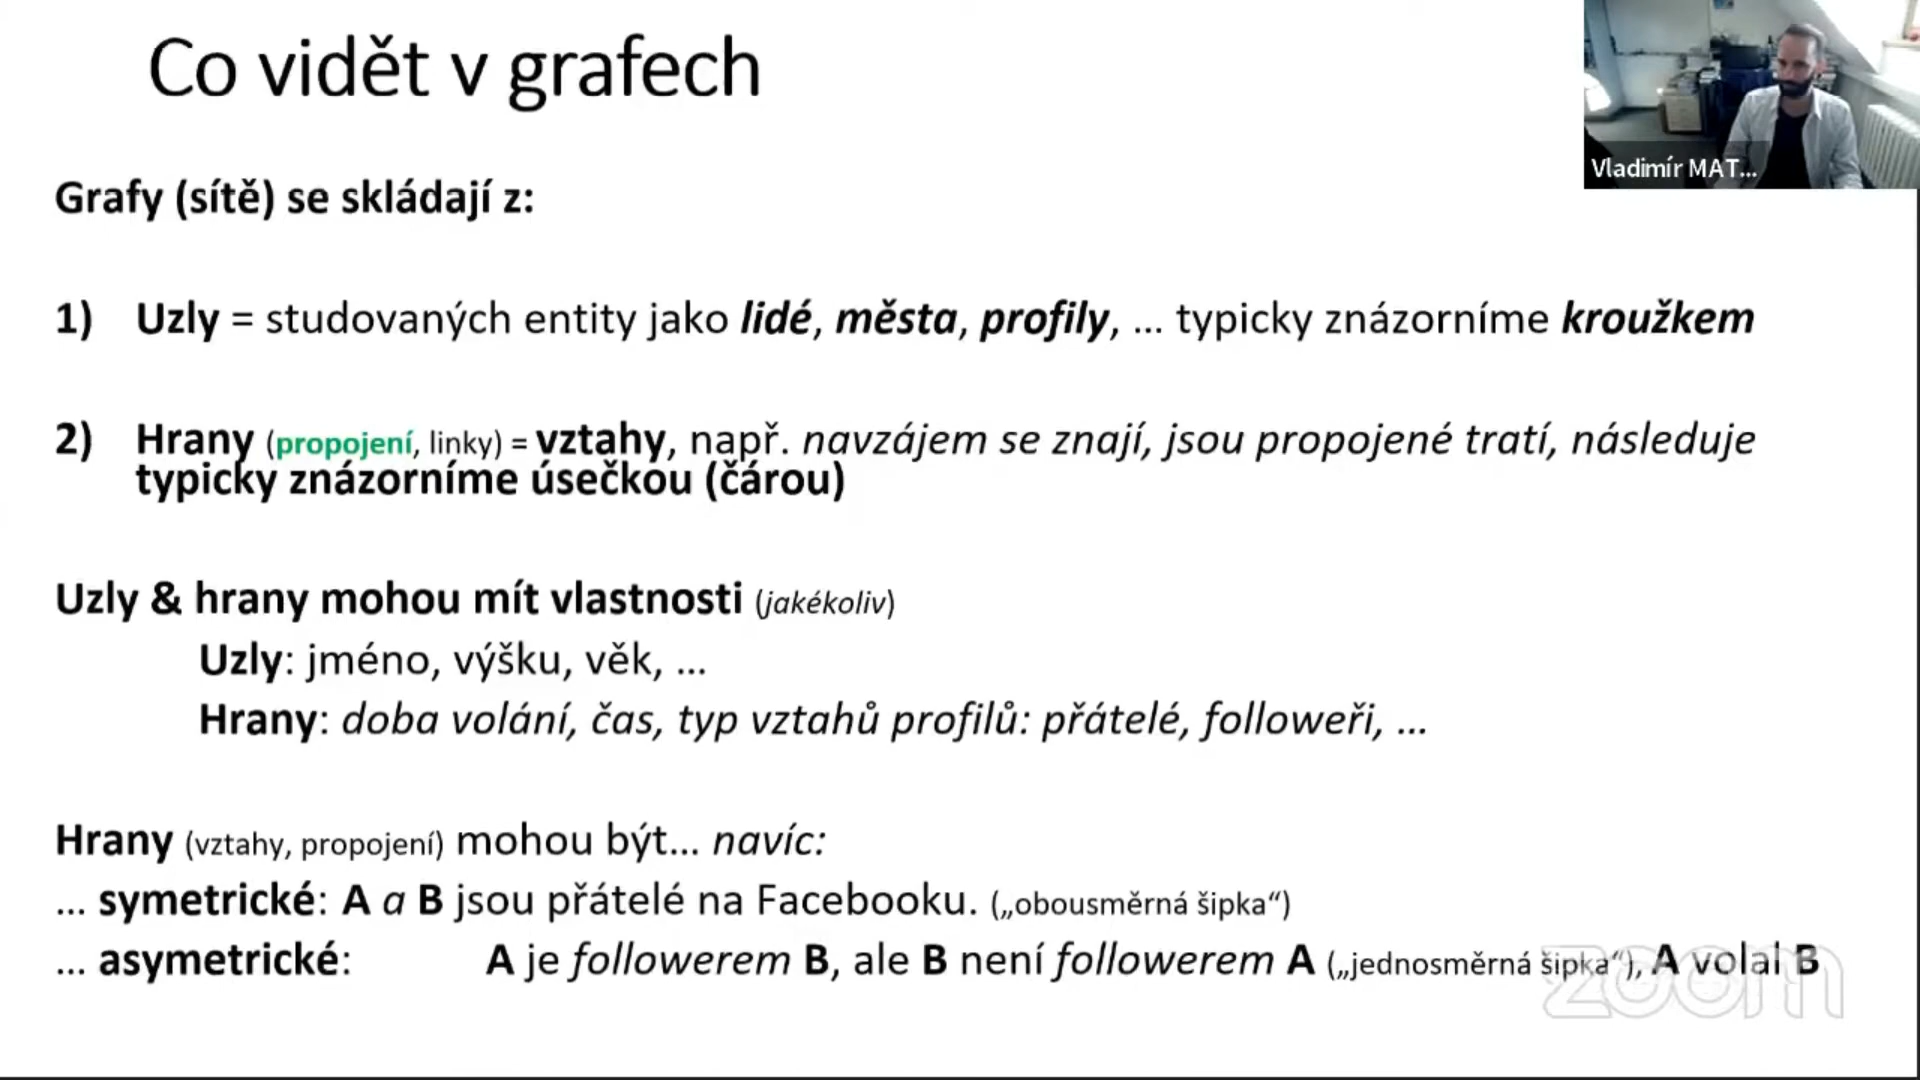 Co vidět v grafech
Vladimír MAT...
Grafy (sítě) se skládají z:
1) Uzly = studovaných entity jako lidé, města, profily, ... typicky znázorníme kroužkem
2) Hrany (propojení, linky) = vztahy, např. navzájem se znají, jsou propojené tratí, následuje
typicky znázorníme úsečkou (čárou)
Uzly & hrany mohou mít vlastnosti (jakékoliv)
Uzly: jméno, výšku, věk, ...
Hrany: doba volání, čas, typ vztahů profilů: přátelé, followeři, ...
Hrany (vztahy, propojení) mohou být... navíc:
... symetrické: A a B jsou přátelé na Facebooku. („obousměrná šipka“)
... asymetrické: A je followerem B, ale B není followerem A („jednosměrná šipka“), A volal B
zoom